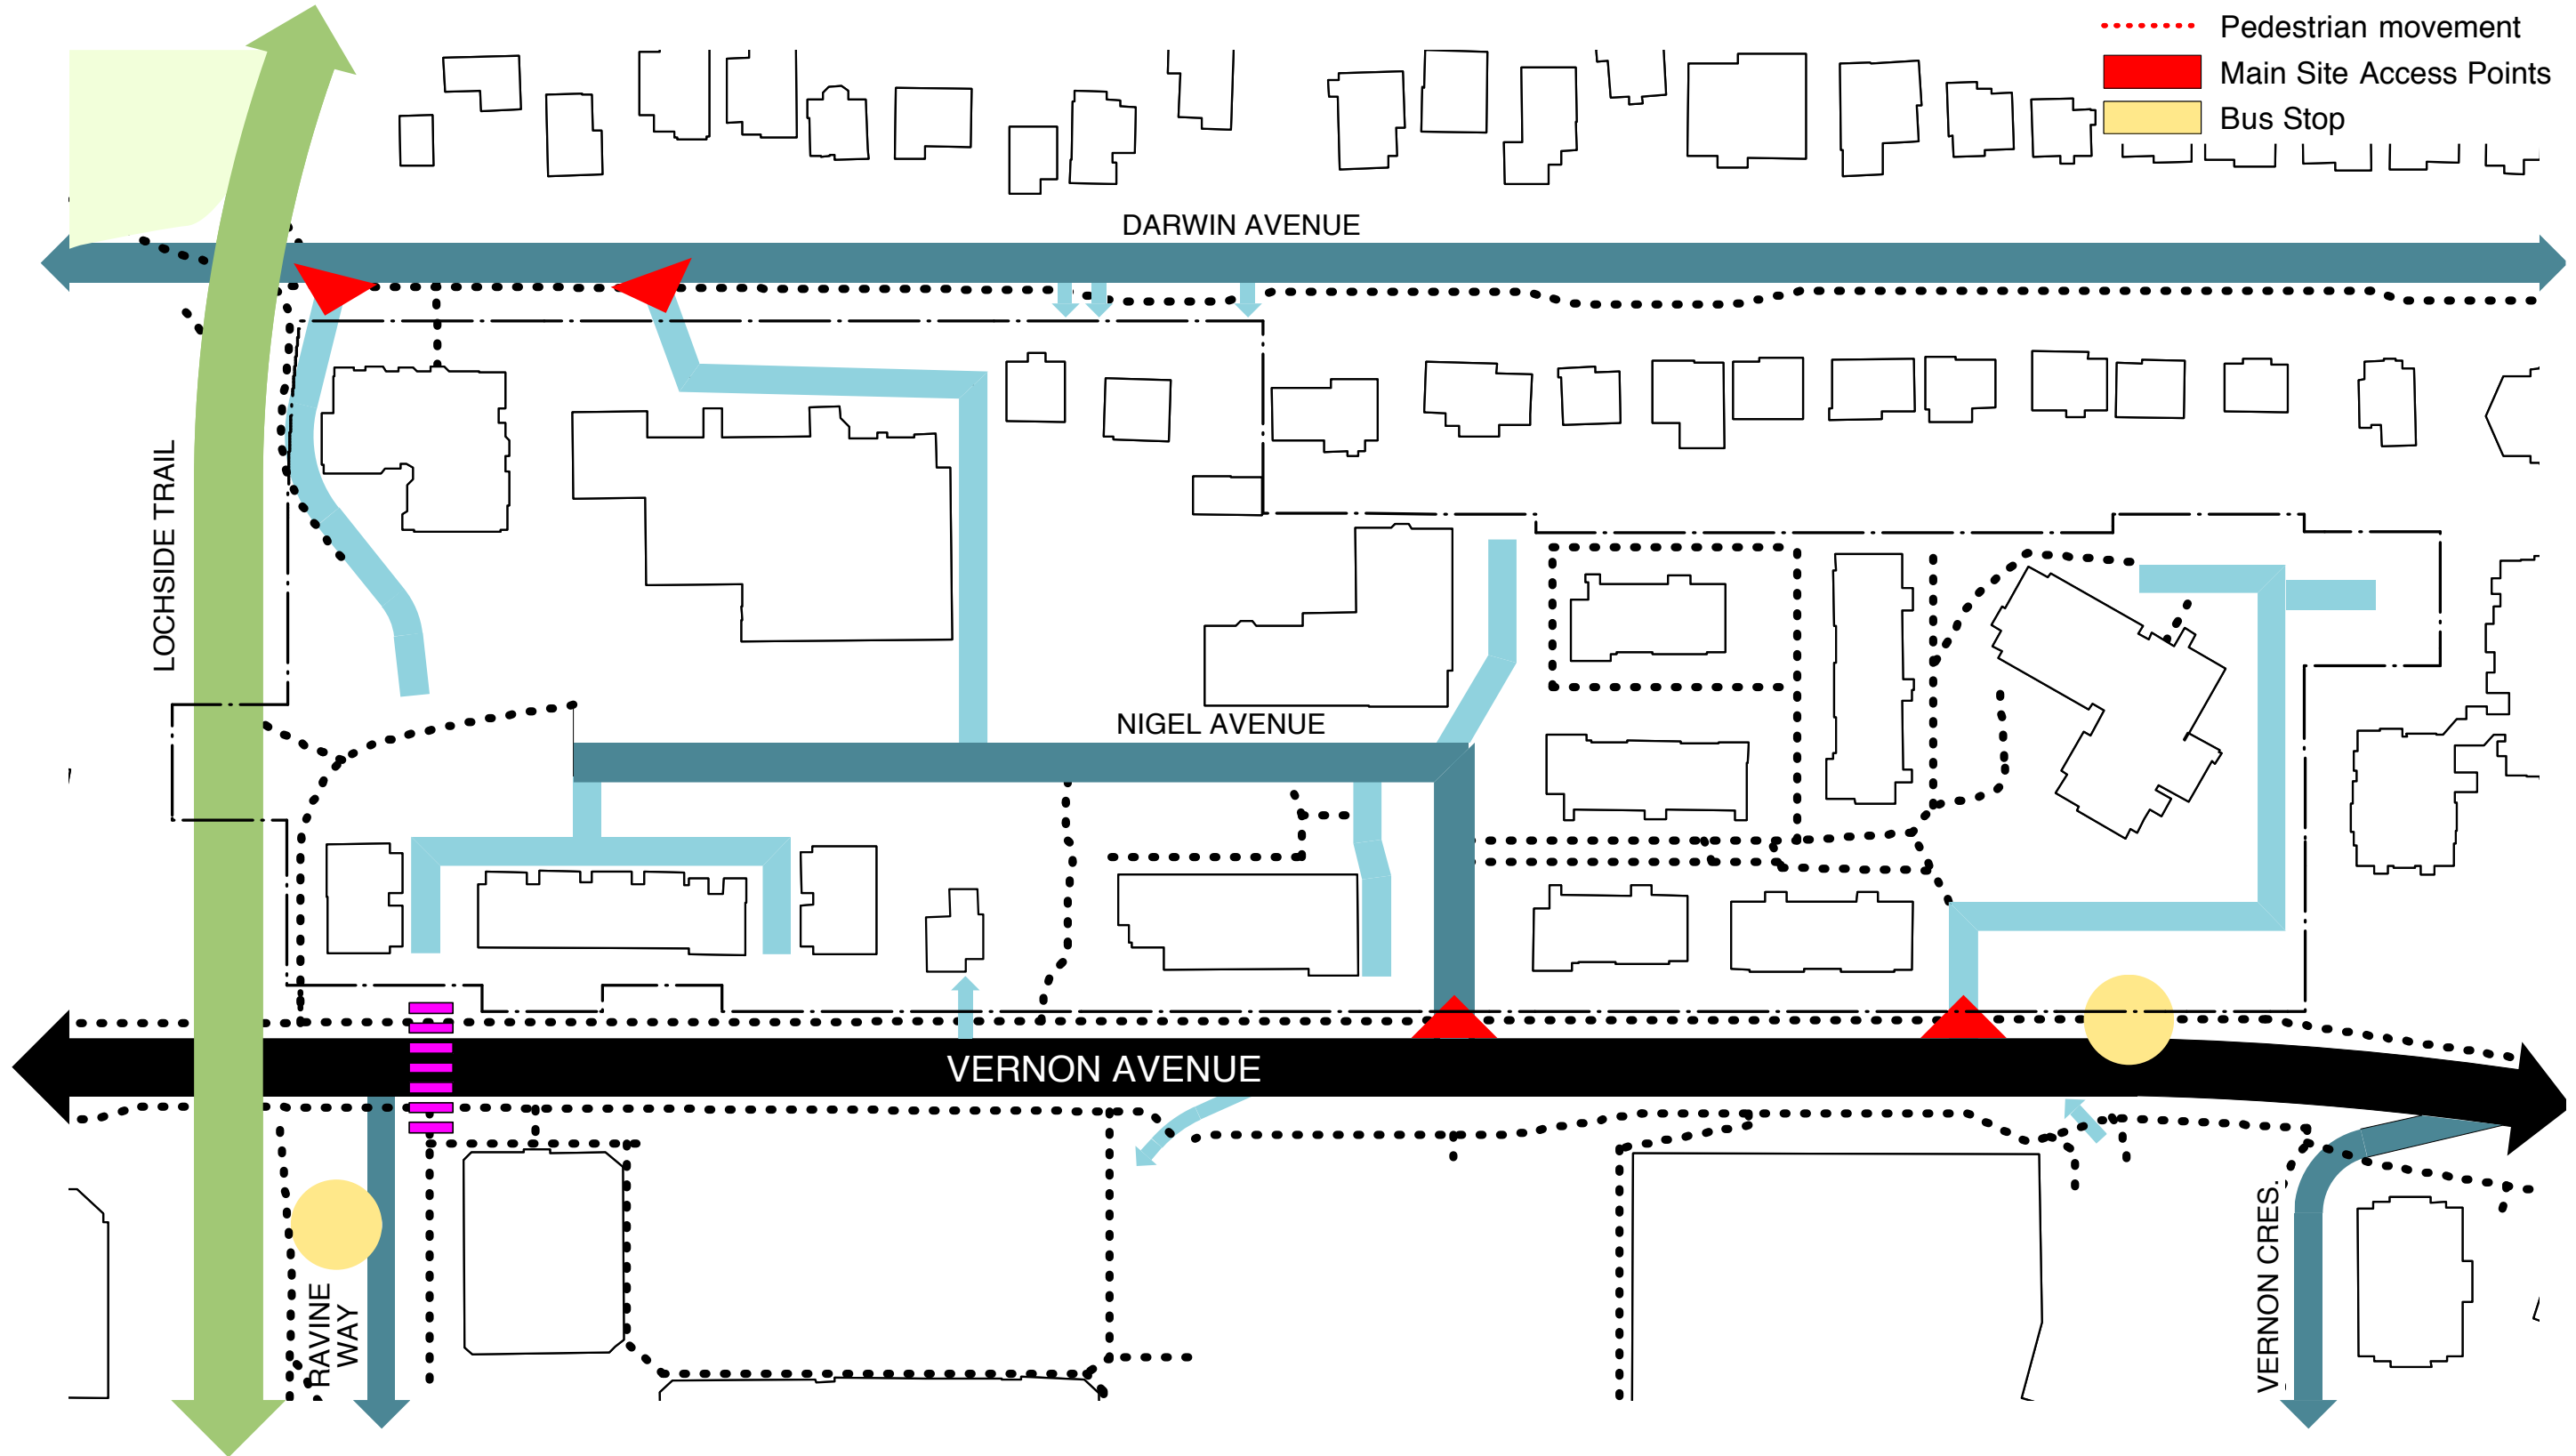 Pedestrian movement
Main Site Access Points
Bus Stop
DARWIN AVENUE
LOCHSIDE TRAIL
NIGEL AVENUE
VERNON AVENUE
RAVINE
WAY
VERNON CRES.